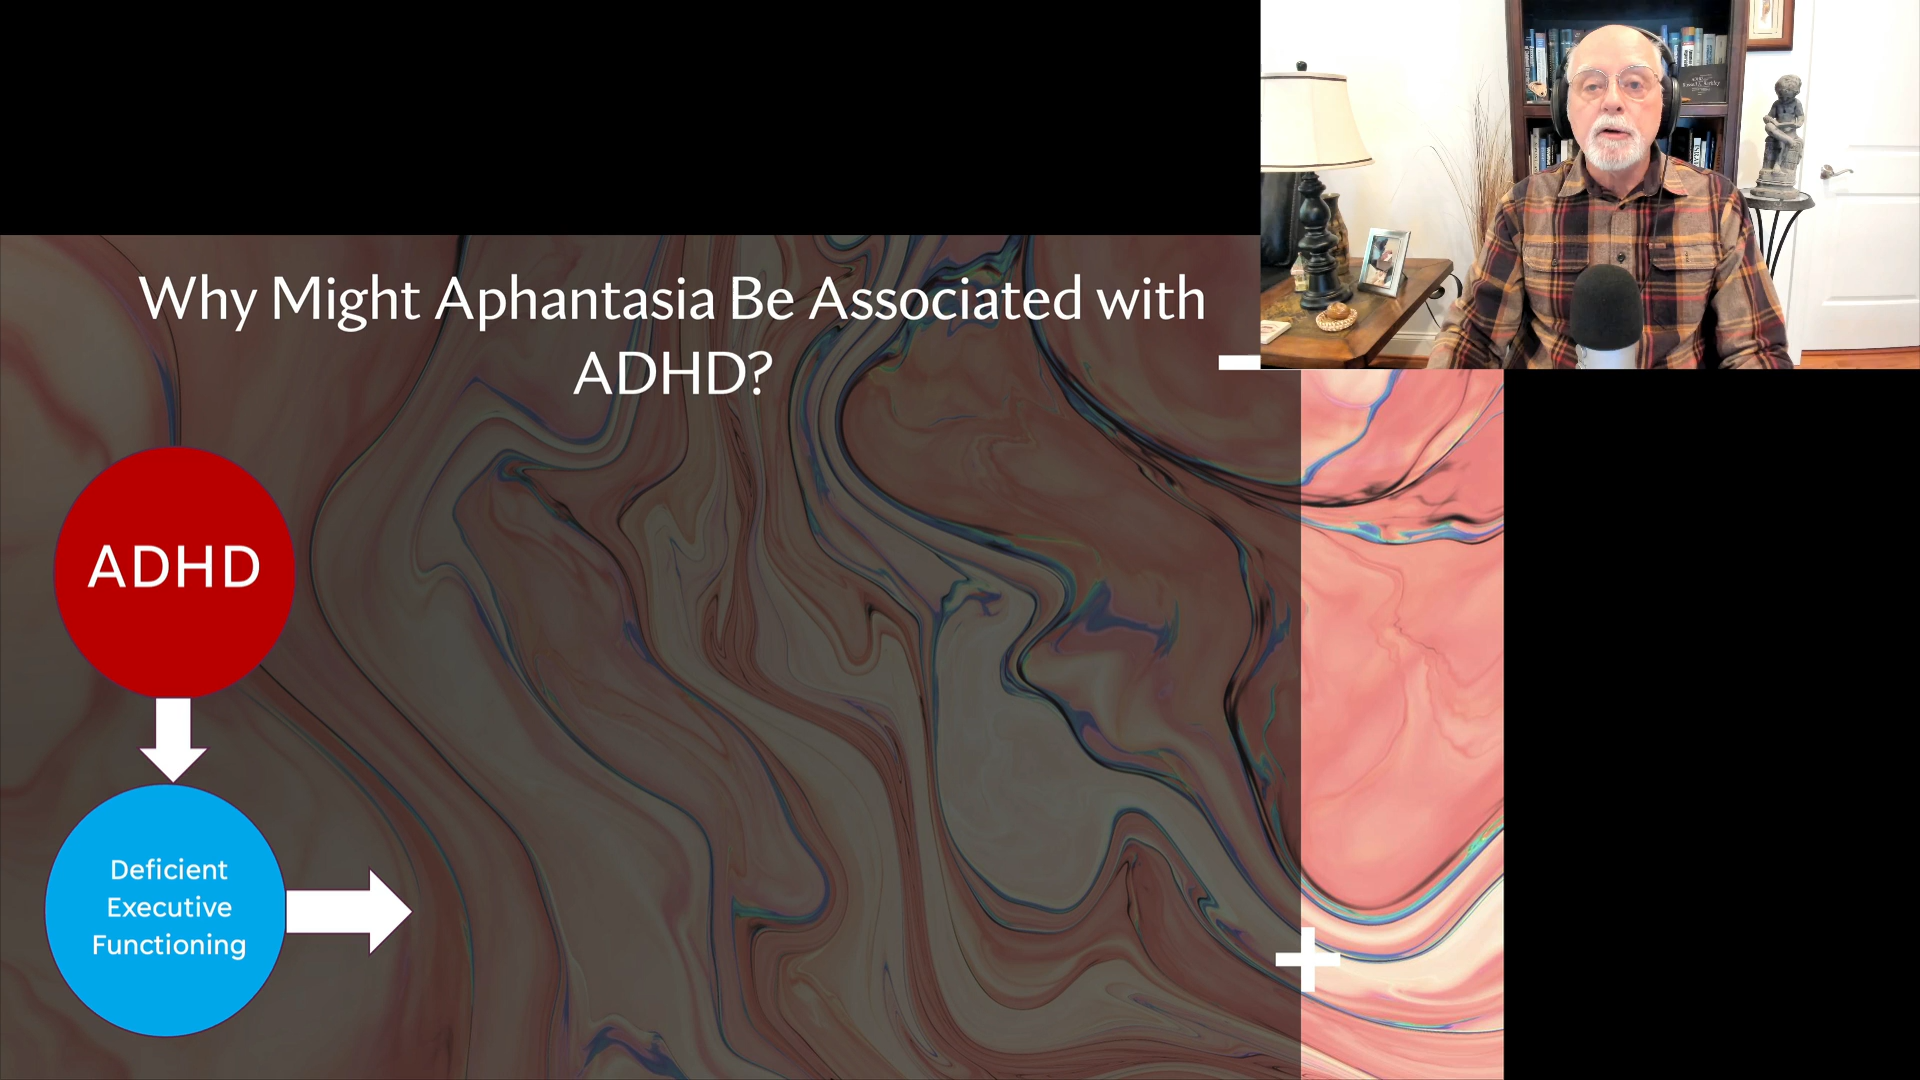 Why Might Aphantasia Be Associated with
ADHD?
ADHD
Deficient
Executive
Functioning